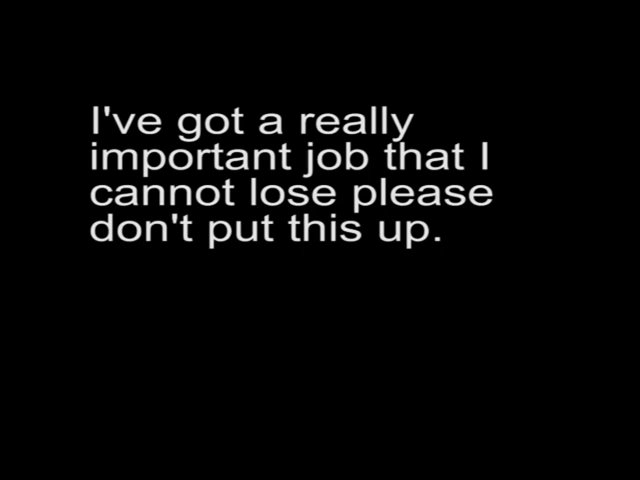 I've got a really
important job that I
cannot lose please
don't put this up.